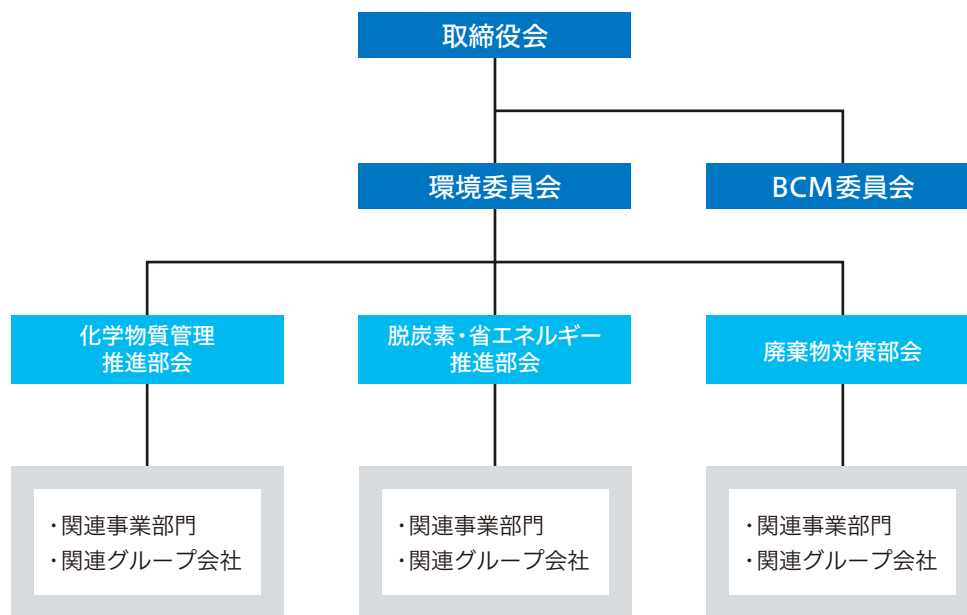 取締役会
環境委員会
BCM委員会
化学物質管理
推進部会
脱炭素・省エネルギー
推進部会
廃棄物対策部会
・関連事業部門
・関連グループ会社
・関連事業部門
・関連グループ会社
・関連事業部門
・関連グループ会社